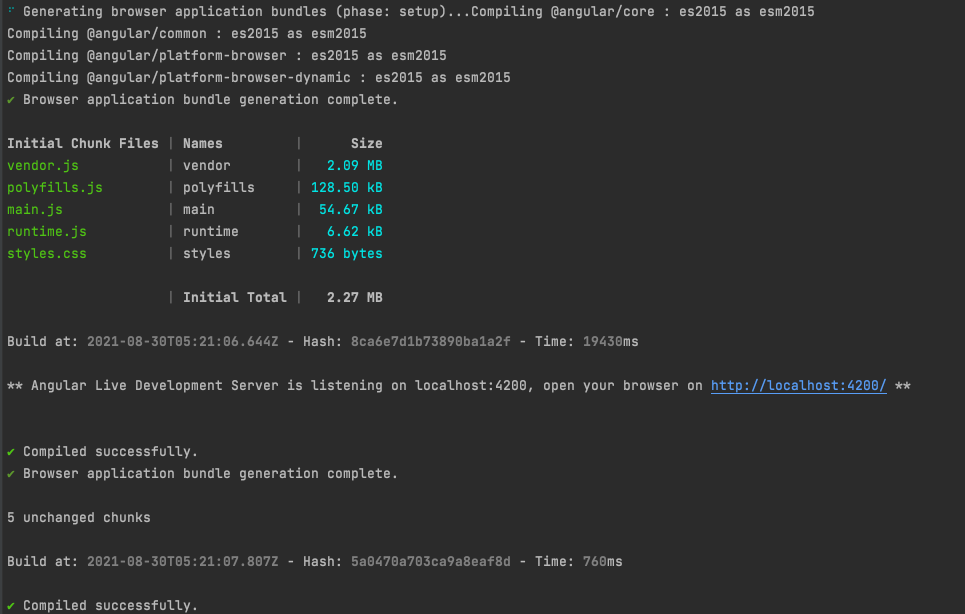 ⠋ Generating browser application bundles (phase: setup)...Compiling @angular/core : es2015 as esm2015
Compiling @angular/common : es2015 as esm2015
Compiling @angular/platform-browser : es2015 as esm2015
Compiling @angular/platform-browser-dynamic : es2015 as esm2015
✔ Browser application bundle generation complete.
Initial Chunk Files | Names | Size
vendor.js | vendor | 2.09 MB
polyfills.js | polyfills | 128.50 kB
main.js | main | 54.67 kB
runtime.js | runtime | 6.62 kB
styles.css | styles | 736 bytes
| Initial Total | 2.27 MB
Build at: 2021-08-30T05:21:06.644Z - Hash: 8ca6e7d1b73890ba1a2f - Time: 19430ms
** Angular Live Development Server is listening on localhost:4200, open your browser on http://localhost:4200/ **
✔ Compiled successfully.
✔ Browser application bundle generation complete.
5 unchanged chunks
Build at: 2021-08-30T05:21:07.807Z - Hash: 5a0470a703ca9a8eaf8d - Time: 760ms
✔ Compiled successfully.